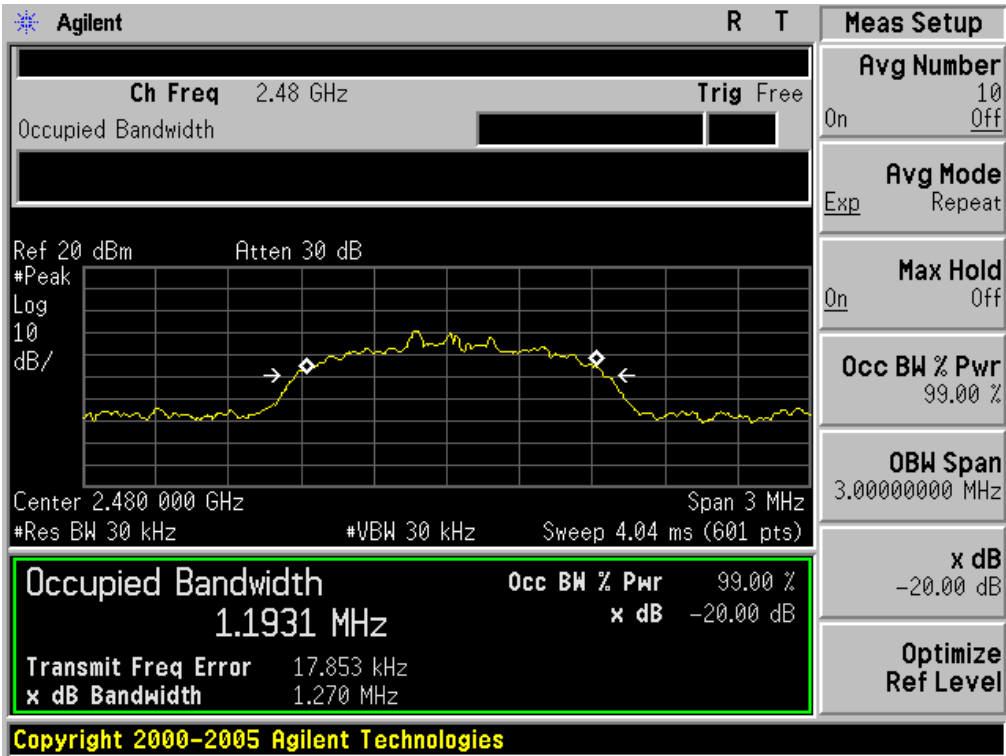 Agilent R T
Ch Freq 2.48 GHz Trig Free
Occupied Bandwidth
Ref 20 dBm Atten 30 dB
#Peak
Log
10
dB/
Center 2.480 000 GHz Span 3 MHz
#Res BW 30 kHz #VBW 30 kHz Sweep 4.04 ms (601 pts)
Occupied Bandwidth Occ BW % Pwr 99.00 %
1.1931 MHz x dB -20.00 dB
Transmit Freq Error 17.853 kHz
x dB Bandwidth 1.270 MHz
Copyright 2000-2005 Agilent Technologies
Meas Setup
Avg Number
10
On Off
Avg Mode
Exp Repeat
Max Hold
On Off
Occ BW % Pwr
99.00 %
OBW Span
3.00000000 MHz
x dB
-20.00 dB
Optimize
Ref Level